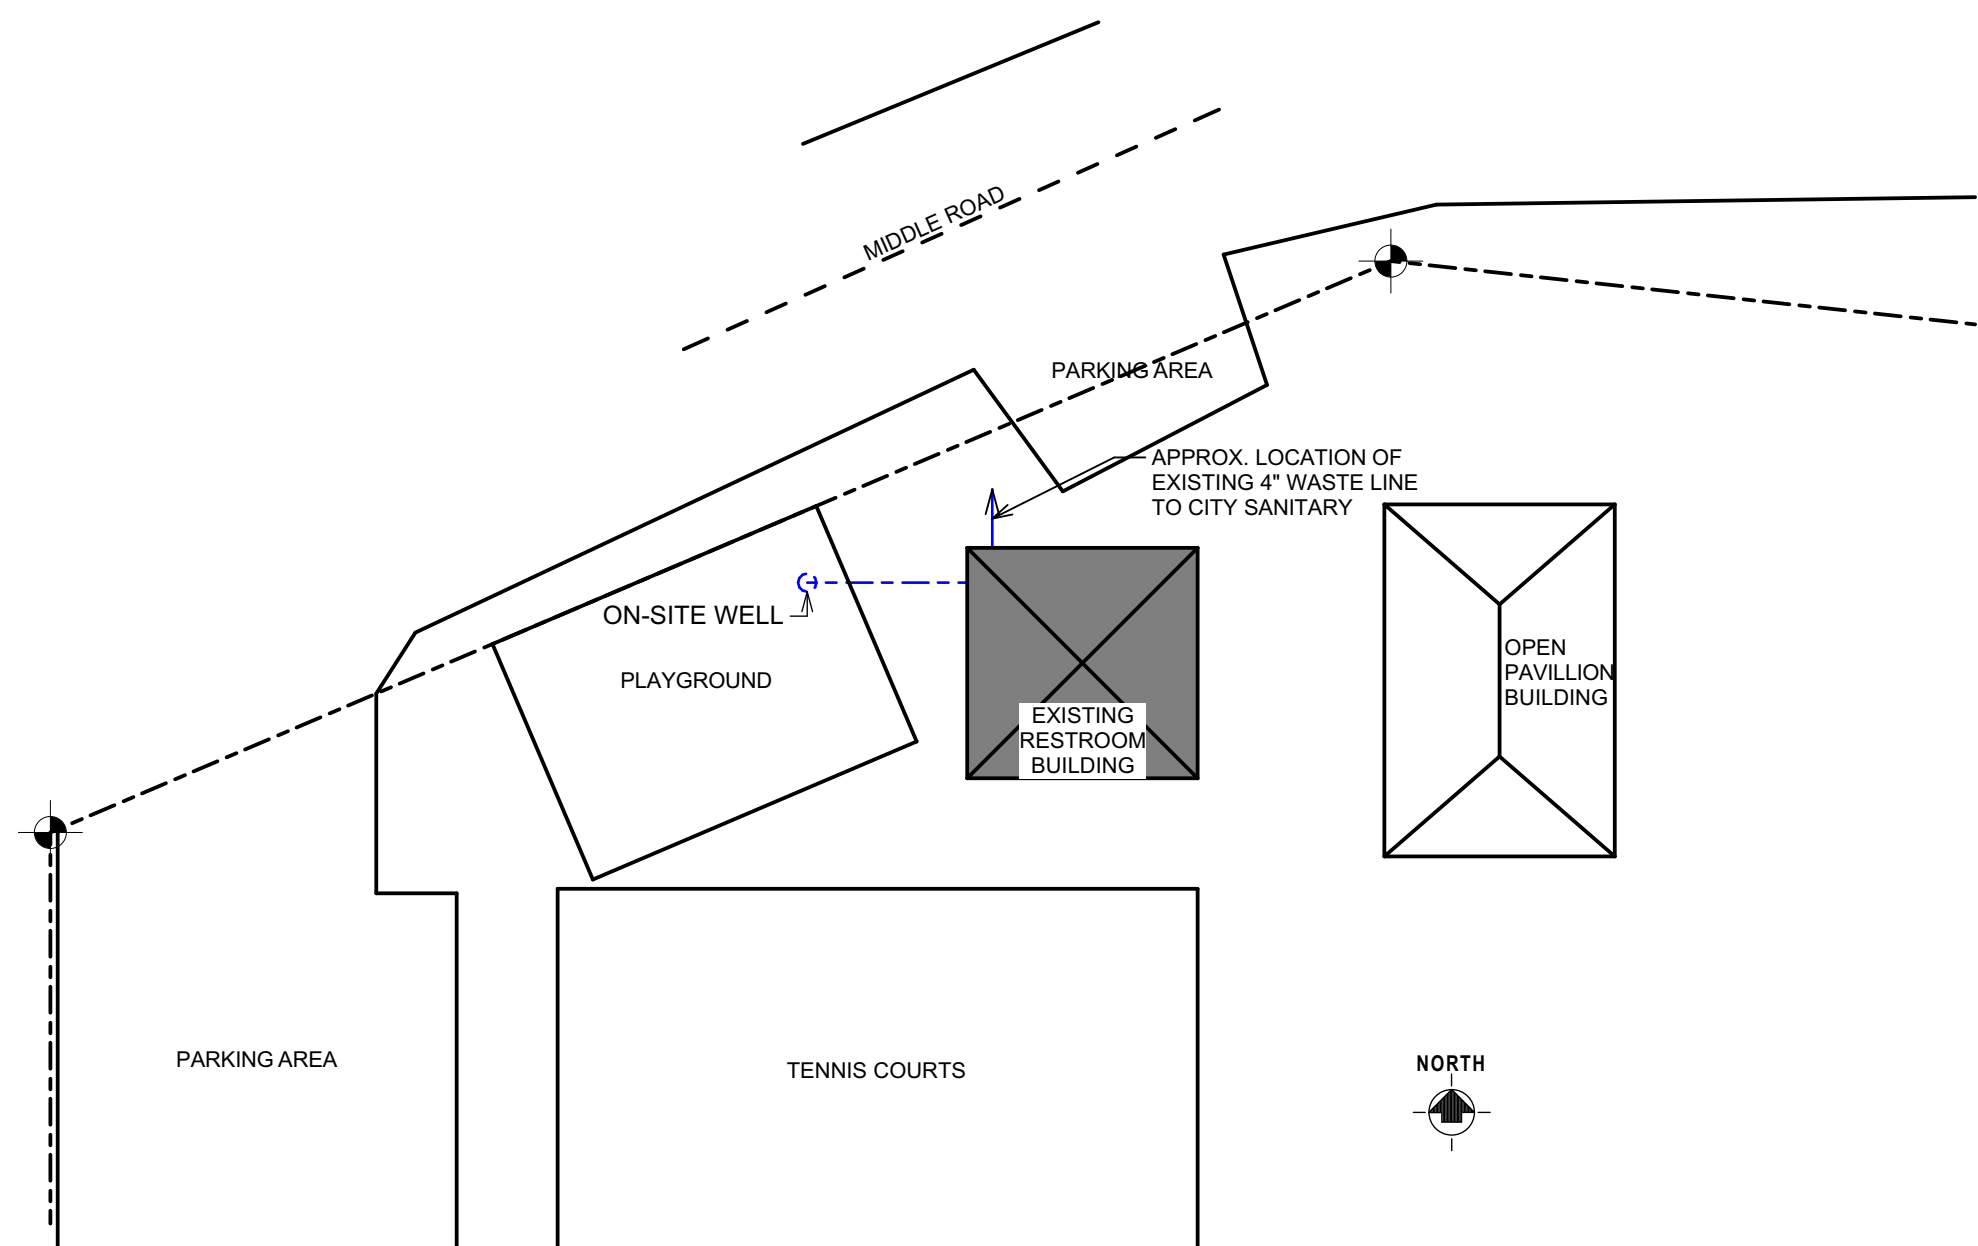 MIDDLE ROAD
PARKING AREA
APPROX. LOCATION OF
EXISTING 4" WASTE LINE
TO CITY SANITARY
ON-SITE WELL
PLAYGROUND
EXISTING
RESTROOM
BUILDING
OPEN
PAVILLION
BUILDING
PARKING AREA
TENNIS COURTS
NORTH